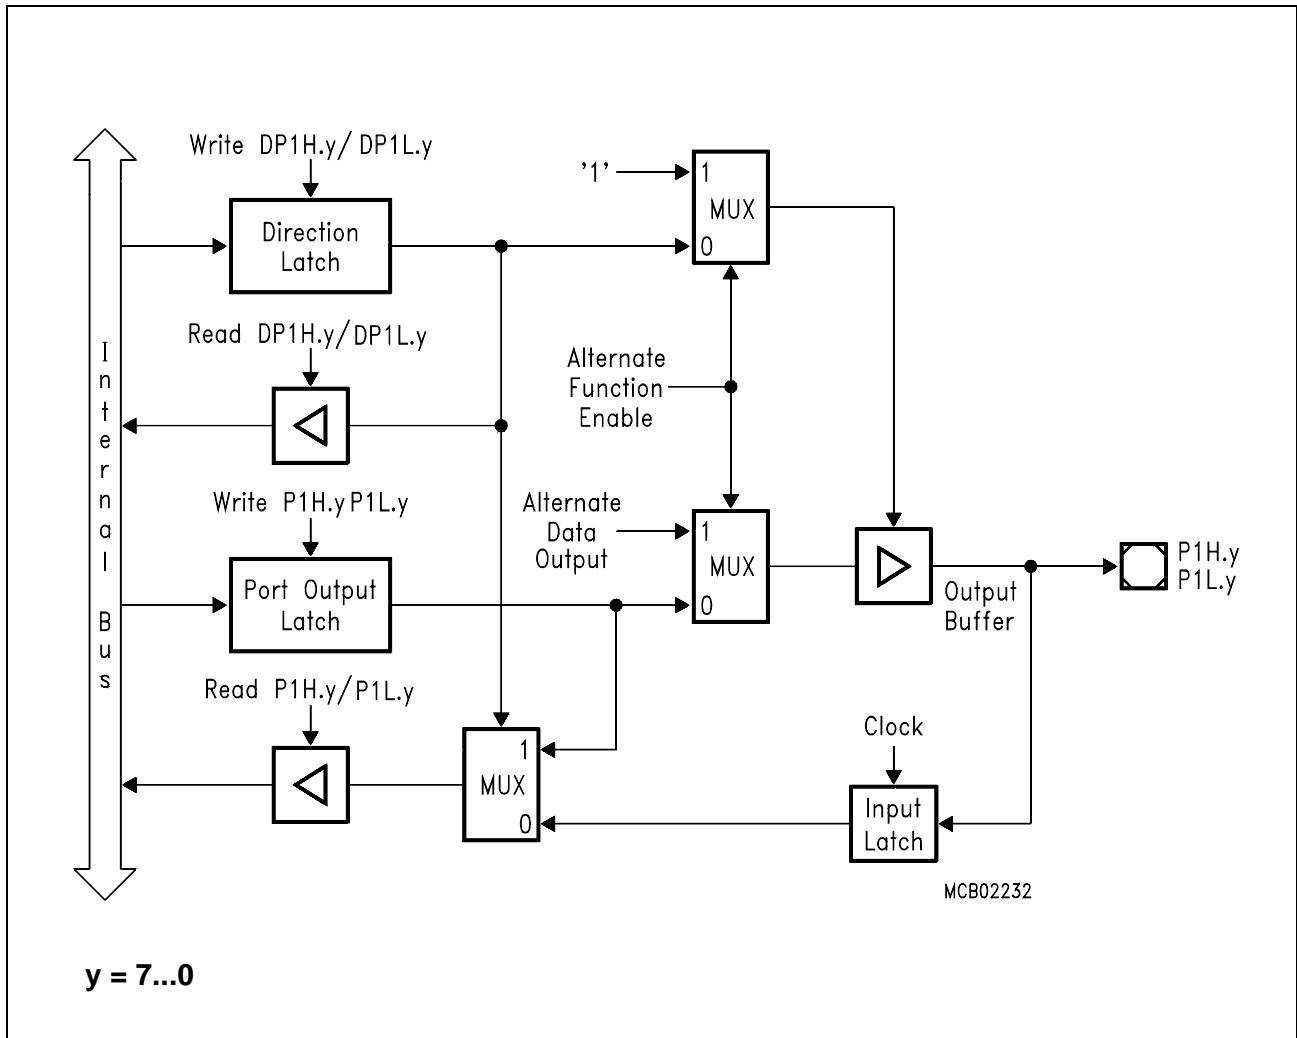 Write DP1H.y/DP1L.y
'1'
1
MUX
0
Direction
Latch
Read DP1H.y/DP1L.y
Alternate
Function
Enable
Internal Bus
Write P1H.yP1L.y
Alternate
Data
Output
1
MUX
0
Port Output
Latch
Output
Buffer
P1H.y
P1L.y
Read P1H.y/P1L.y
1
MUX
0
Clock
Input
Latch
MCB02232
y = 7...0